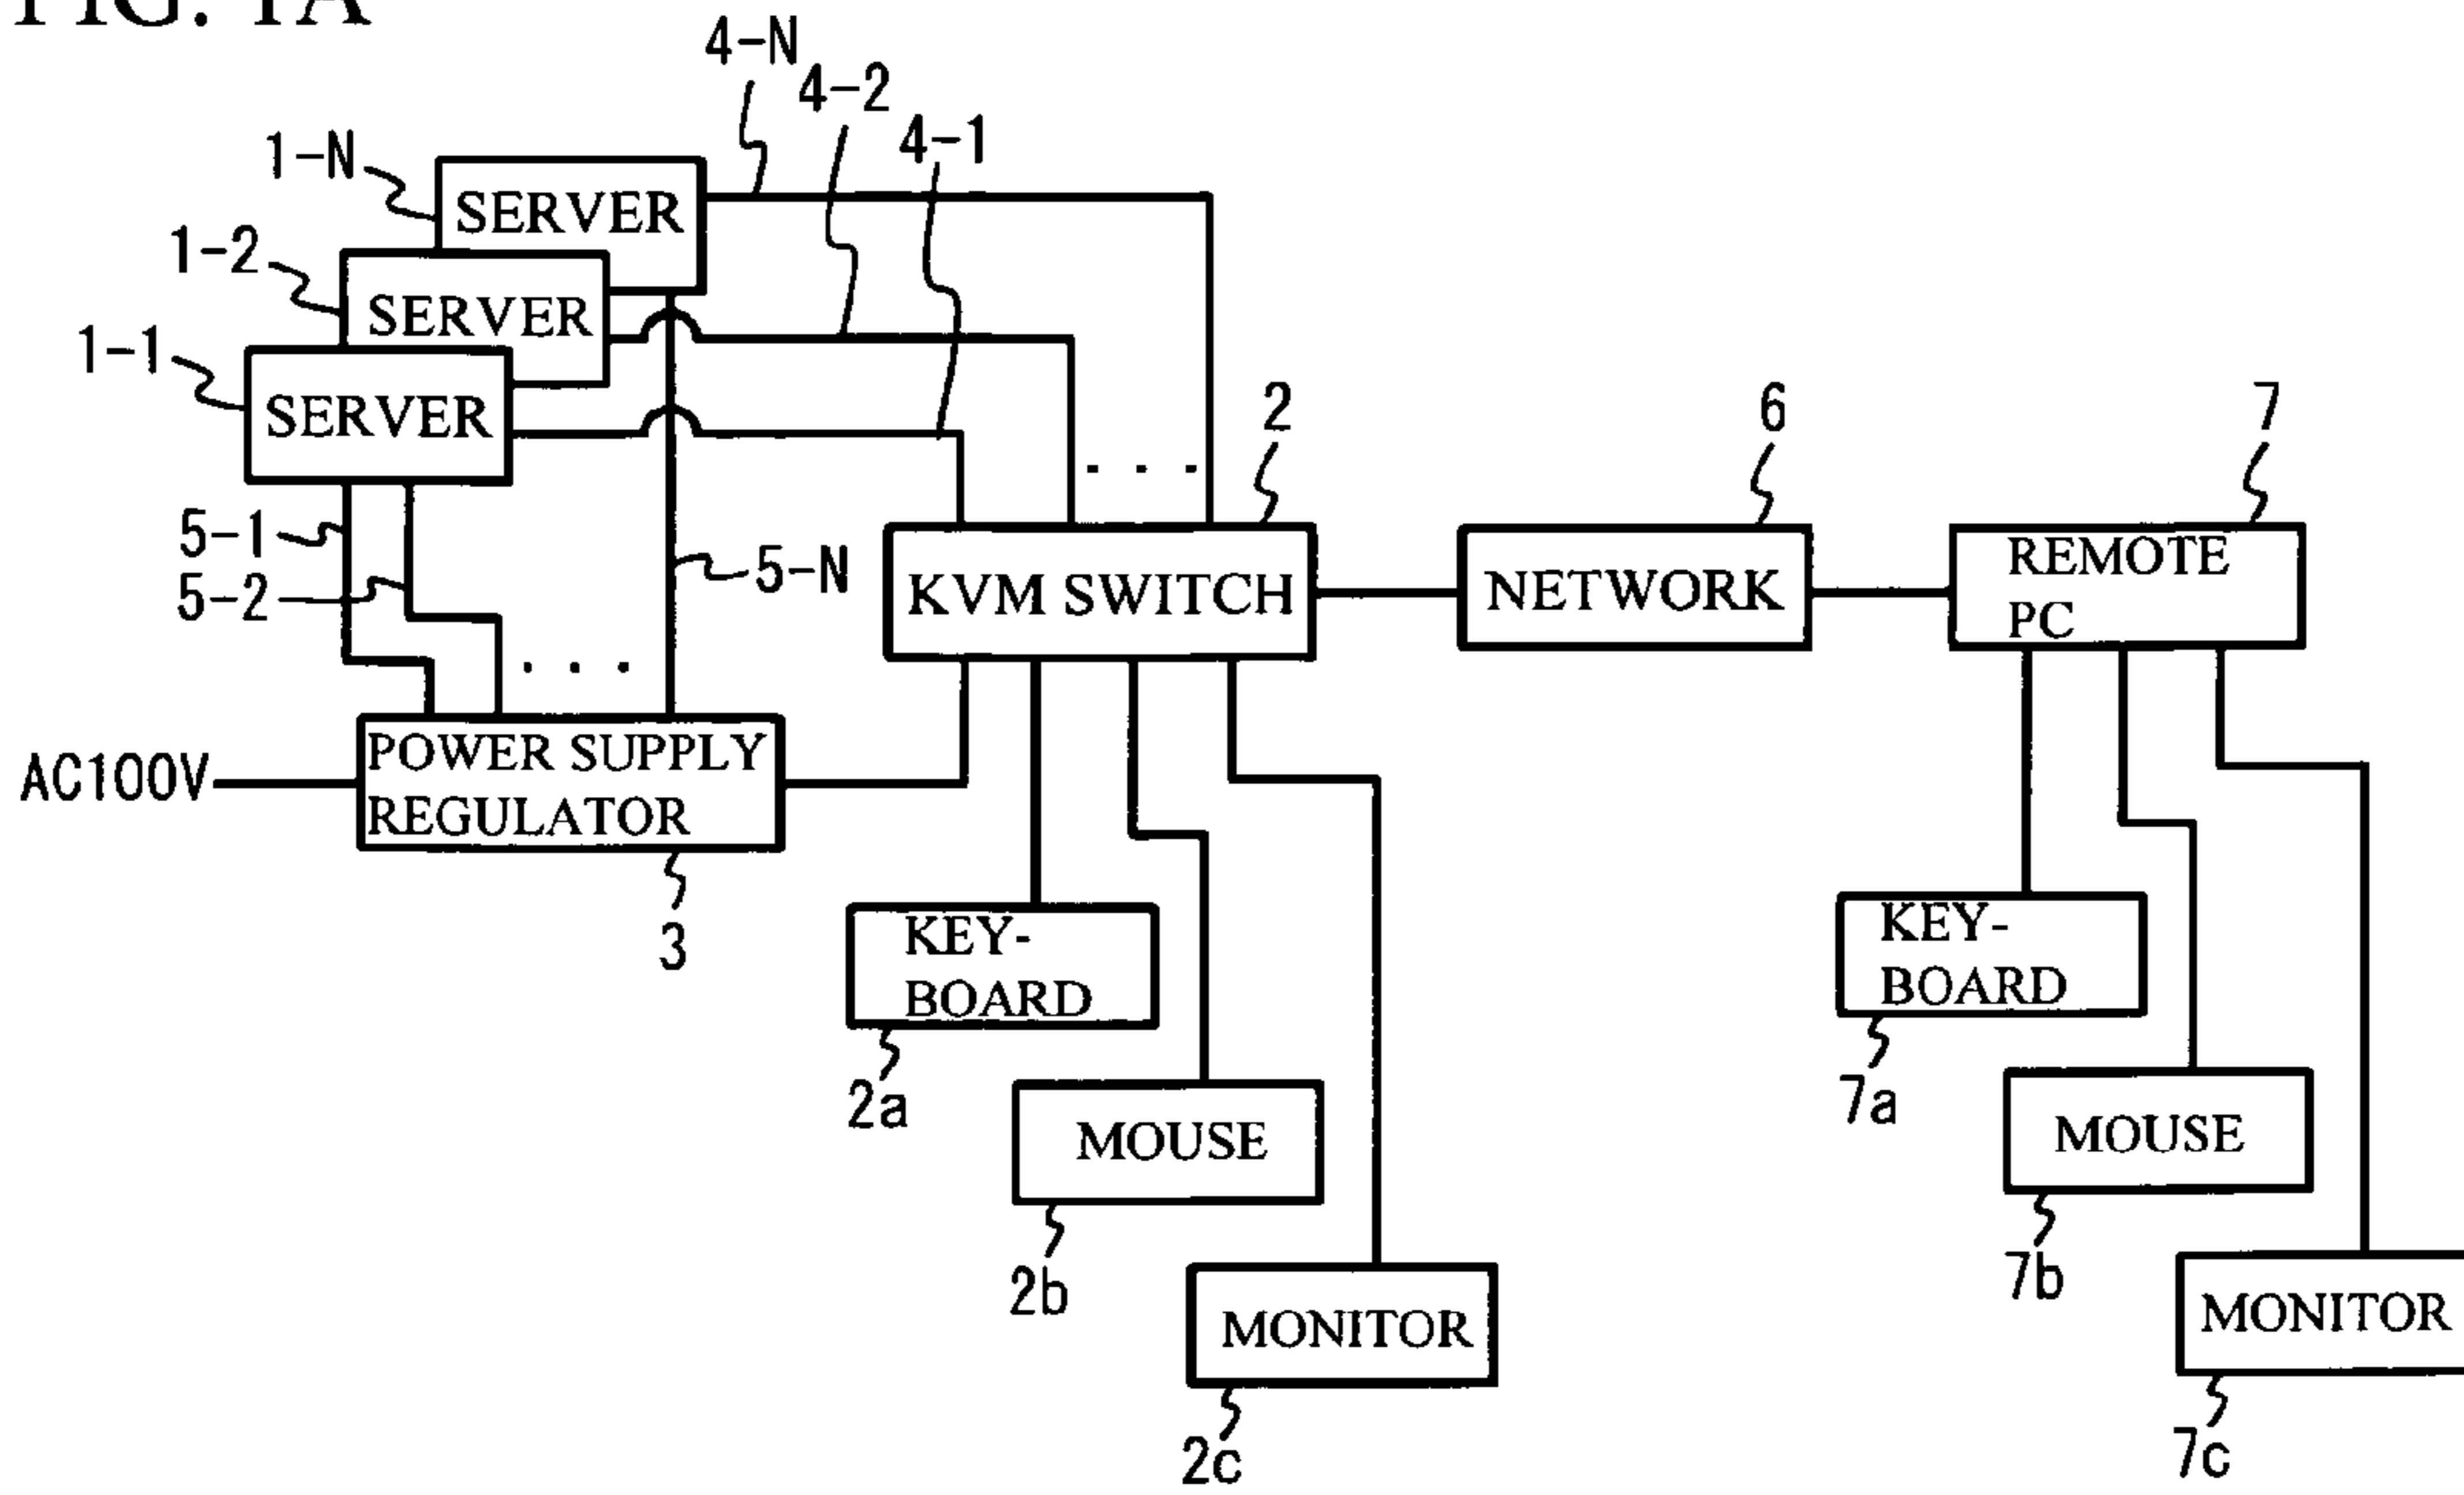 FIG. 1A
4-N
4-2
4-1
1-N
SERVER
1-2
SERVER
1-1
SERVER
2
6
7
5-1
5-2
5-N
. . .
KVM SWITCH
NETWORK
REMOTE
PC
. . .
AC100V
POWER SUPPLY
REGULATOR
3
KEY-
BOARD
2a
MOUSE
2b
MONITOR
2c
KEY-
BOARD
7a
MOUSE
7b
MONITOR
7c